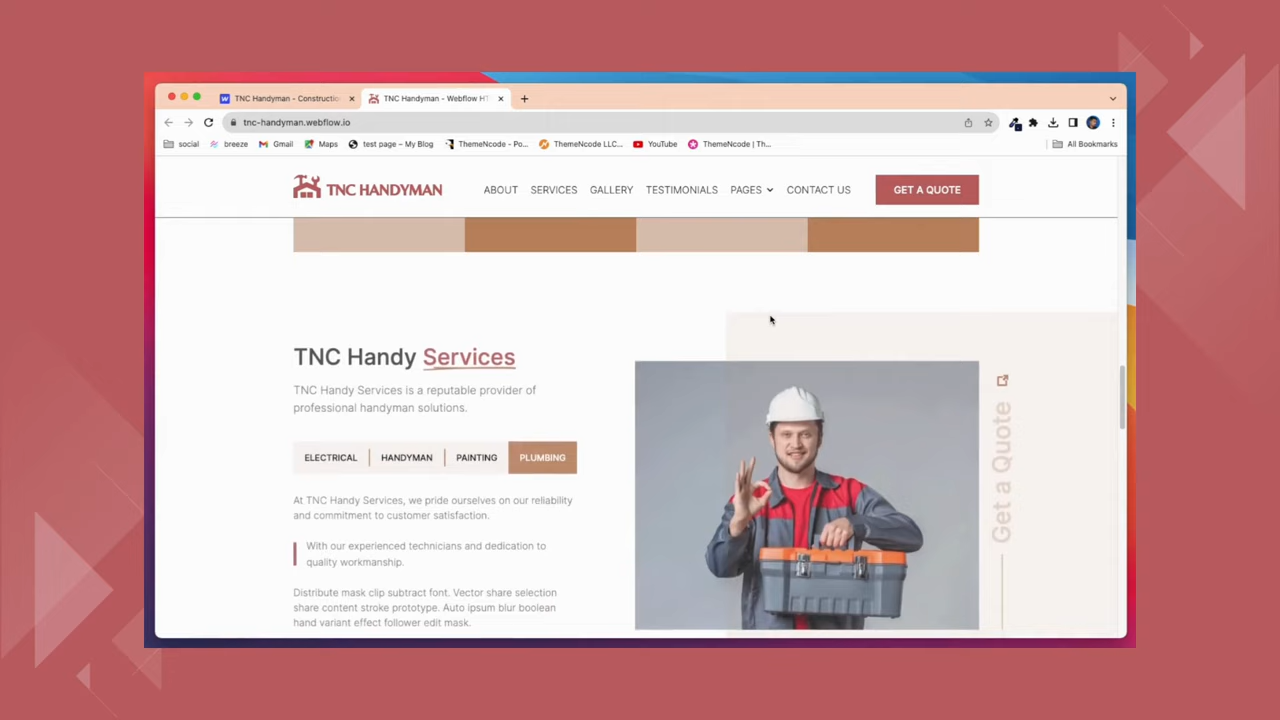 TNC Handyman - Constructio
TNC Handyman - Webflow HT
tnc-handyman.webflow.io
social
breeze
Gmail
Maps
test page – My Blog
ThemeNcode - Po...
ThemeNcode LLC...
YouTube
ThemeNcode | Th...
All Bookmarks
TNC HANDYMAN
ABOUT
SERVICES
GALLERY
TESTIMONIALS
PAGES
CONTACT US
GET A QUOTE
TNC Handy Services
TNC Handy Services is a reputable provider of
professional handyman solutions.
ELECTRICAL
HANDYMAN
PAINTING
PLUMBING
At TNC Handy Services, we pride ourselves on our reliability
and commitment to customer satisfaction.
With our experienced technicians and dedication to
quality workmanship.
Distribute mask clip subtract font. Vector share selection
share content stroke prototype. Auto ipsum blur boolean
hand variant effect follower edit mask.
Get a Quote